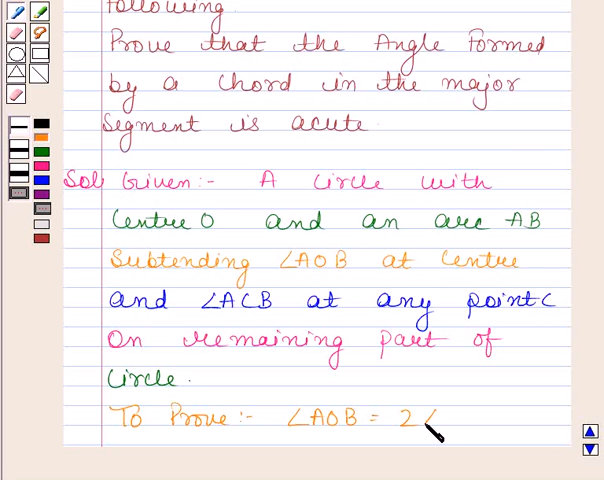 following
Prove that the Angle Formed
by a chord in the major
Segment is acute.
Sol Given:- A circle with
Centre O and an arc AB
Subtending ∠AOB at Centre
and ∠ACB at any point C
On remaining part of
Circle.
To Prove:- ∠AOB = 2∠